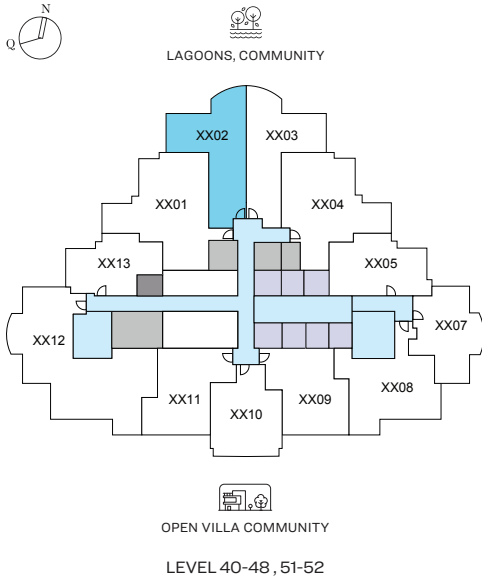 N
Q
LAGOONS, COMMUNITY
XX02 XX03
XX01 XX04
XX13 XX05
XX12 XX07
XX11 XX10 XX09 XX08
OPEN VILLA COMMUNITY
LEVEL 40-48 , 51-52